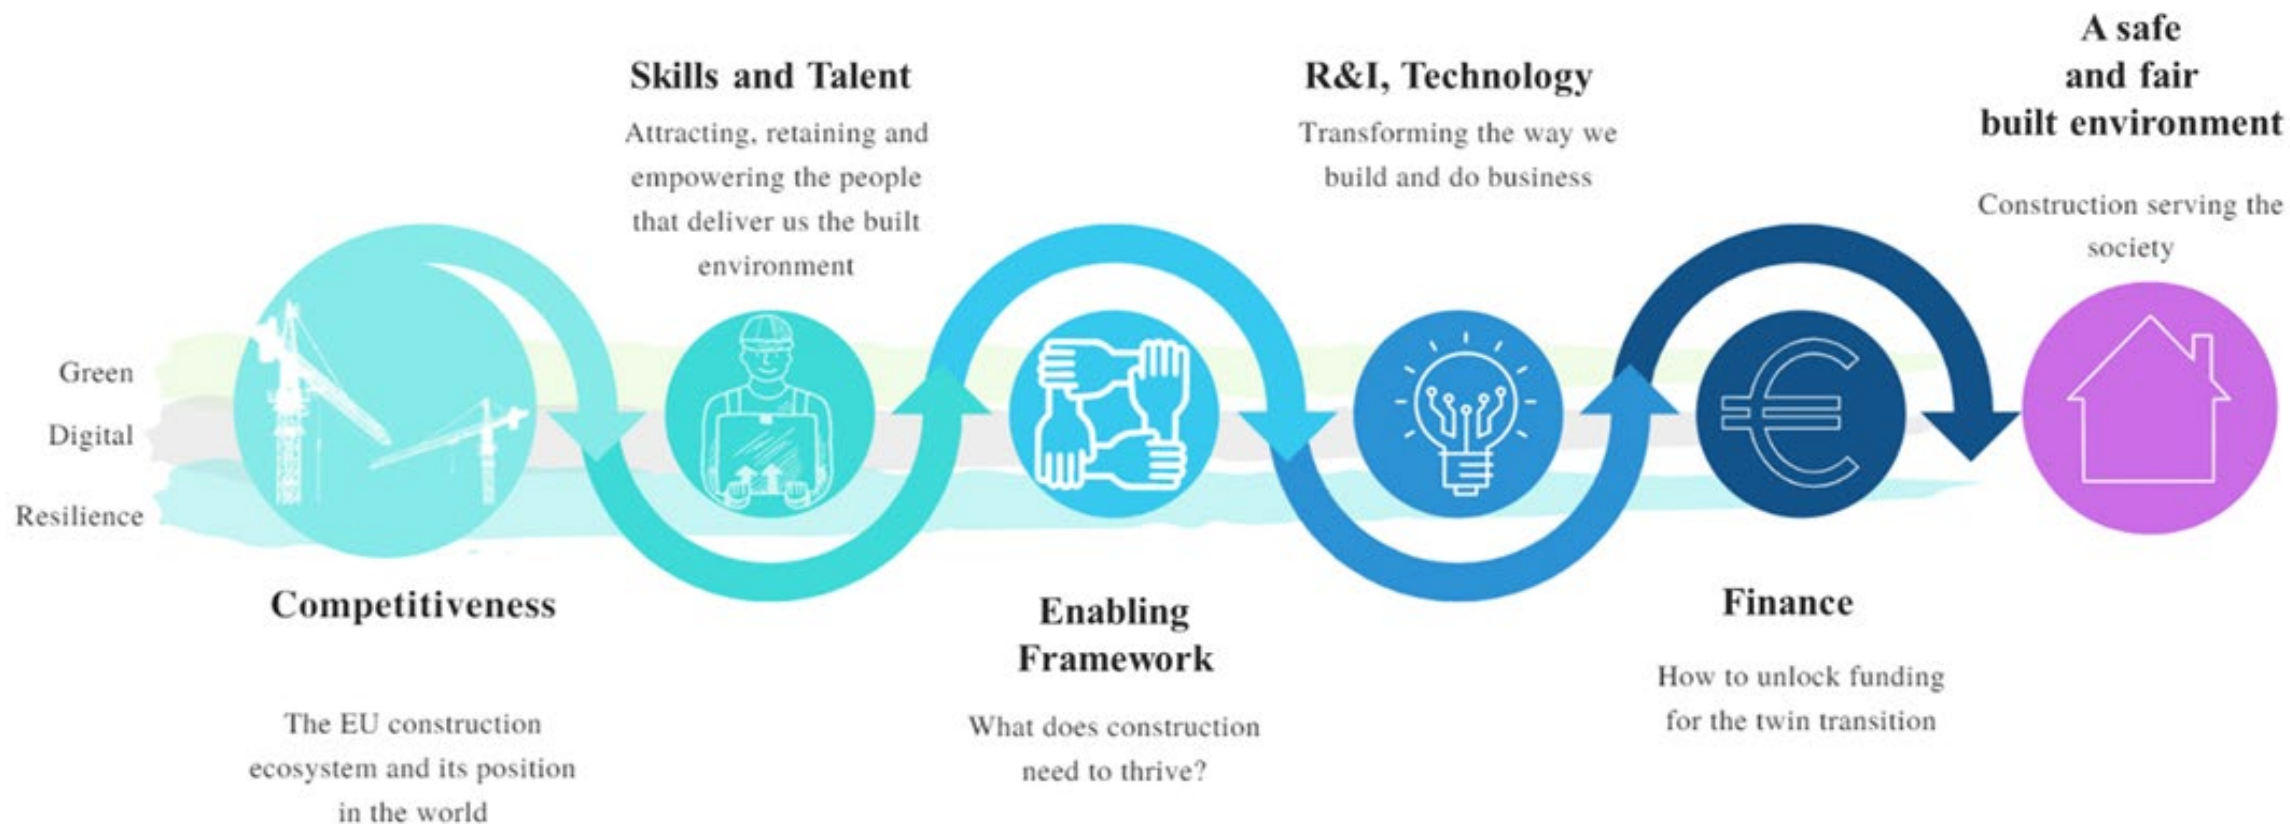 Green
Digital
Resilience
Competitiveness
The EU construction
ecosystem and its position
in the world
Skills and Talent
Attracting, retaining and
empowering the people
that deliver us the built
environment
Enabling
Framework
What does construction
need to thrive?
R&I, Technology
Transforming the way we
build and do business
Finance
How to unlock funding
for the twin transition
A safe
and fair
built environment
Construction serving the
society